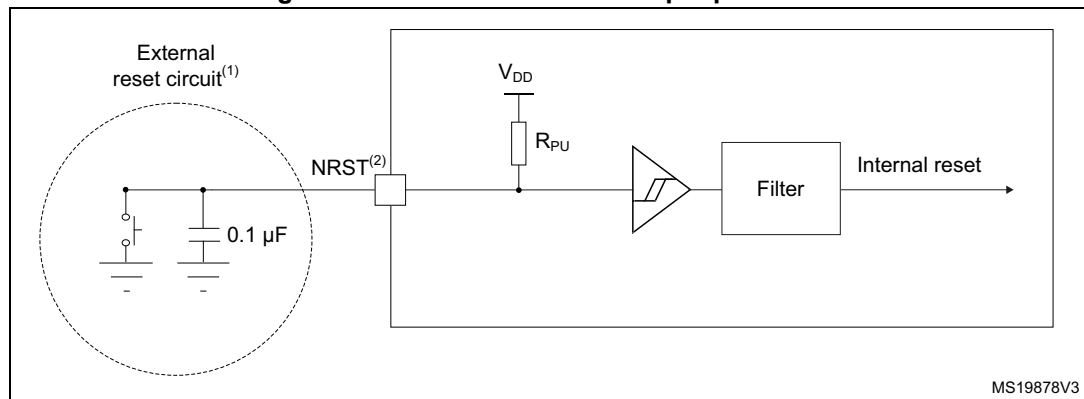 External
reset circuit(1)
VDD
RPU
NRST(2)
Filter
Internal reset
0.1 µF
MS19878V3